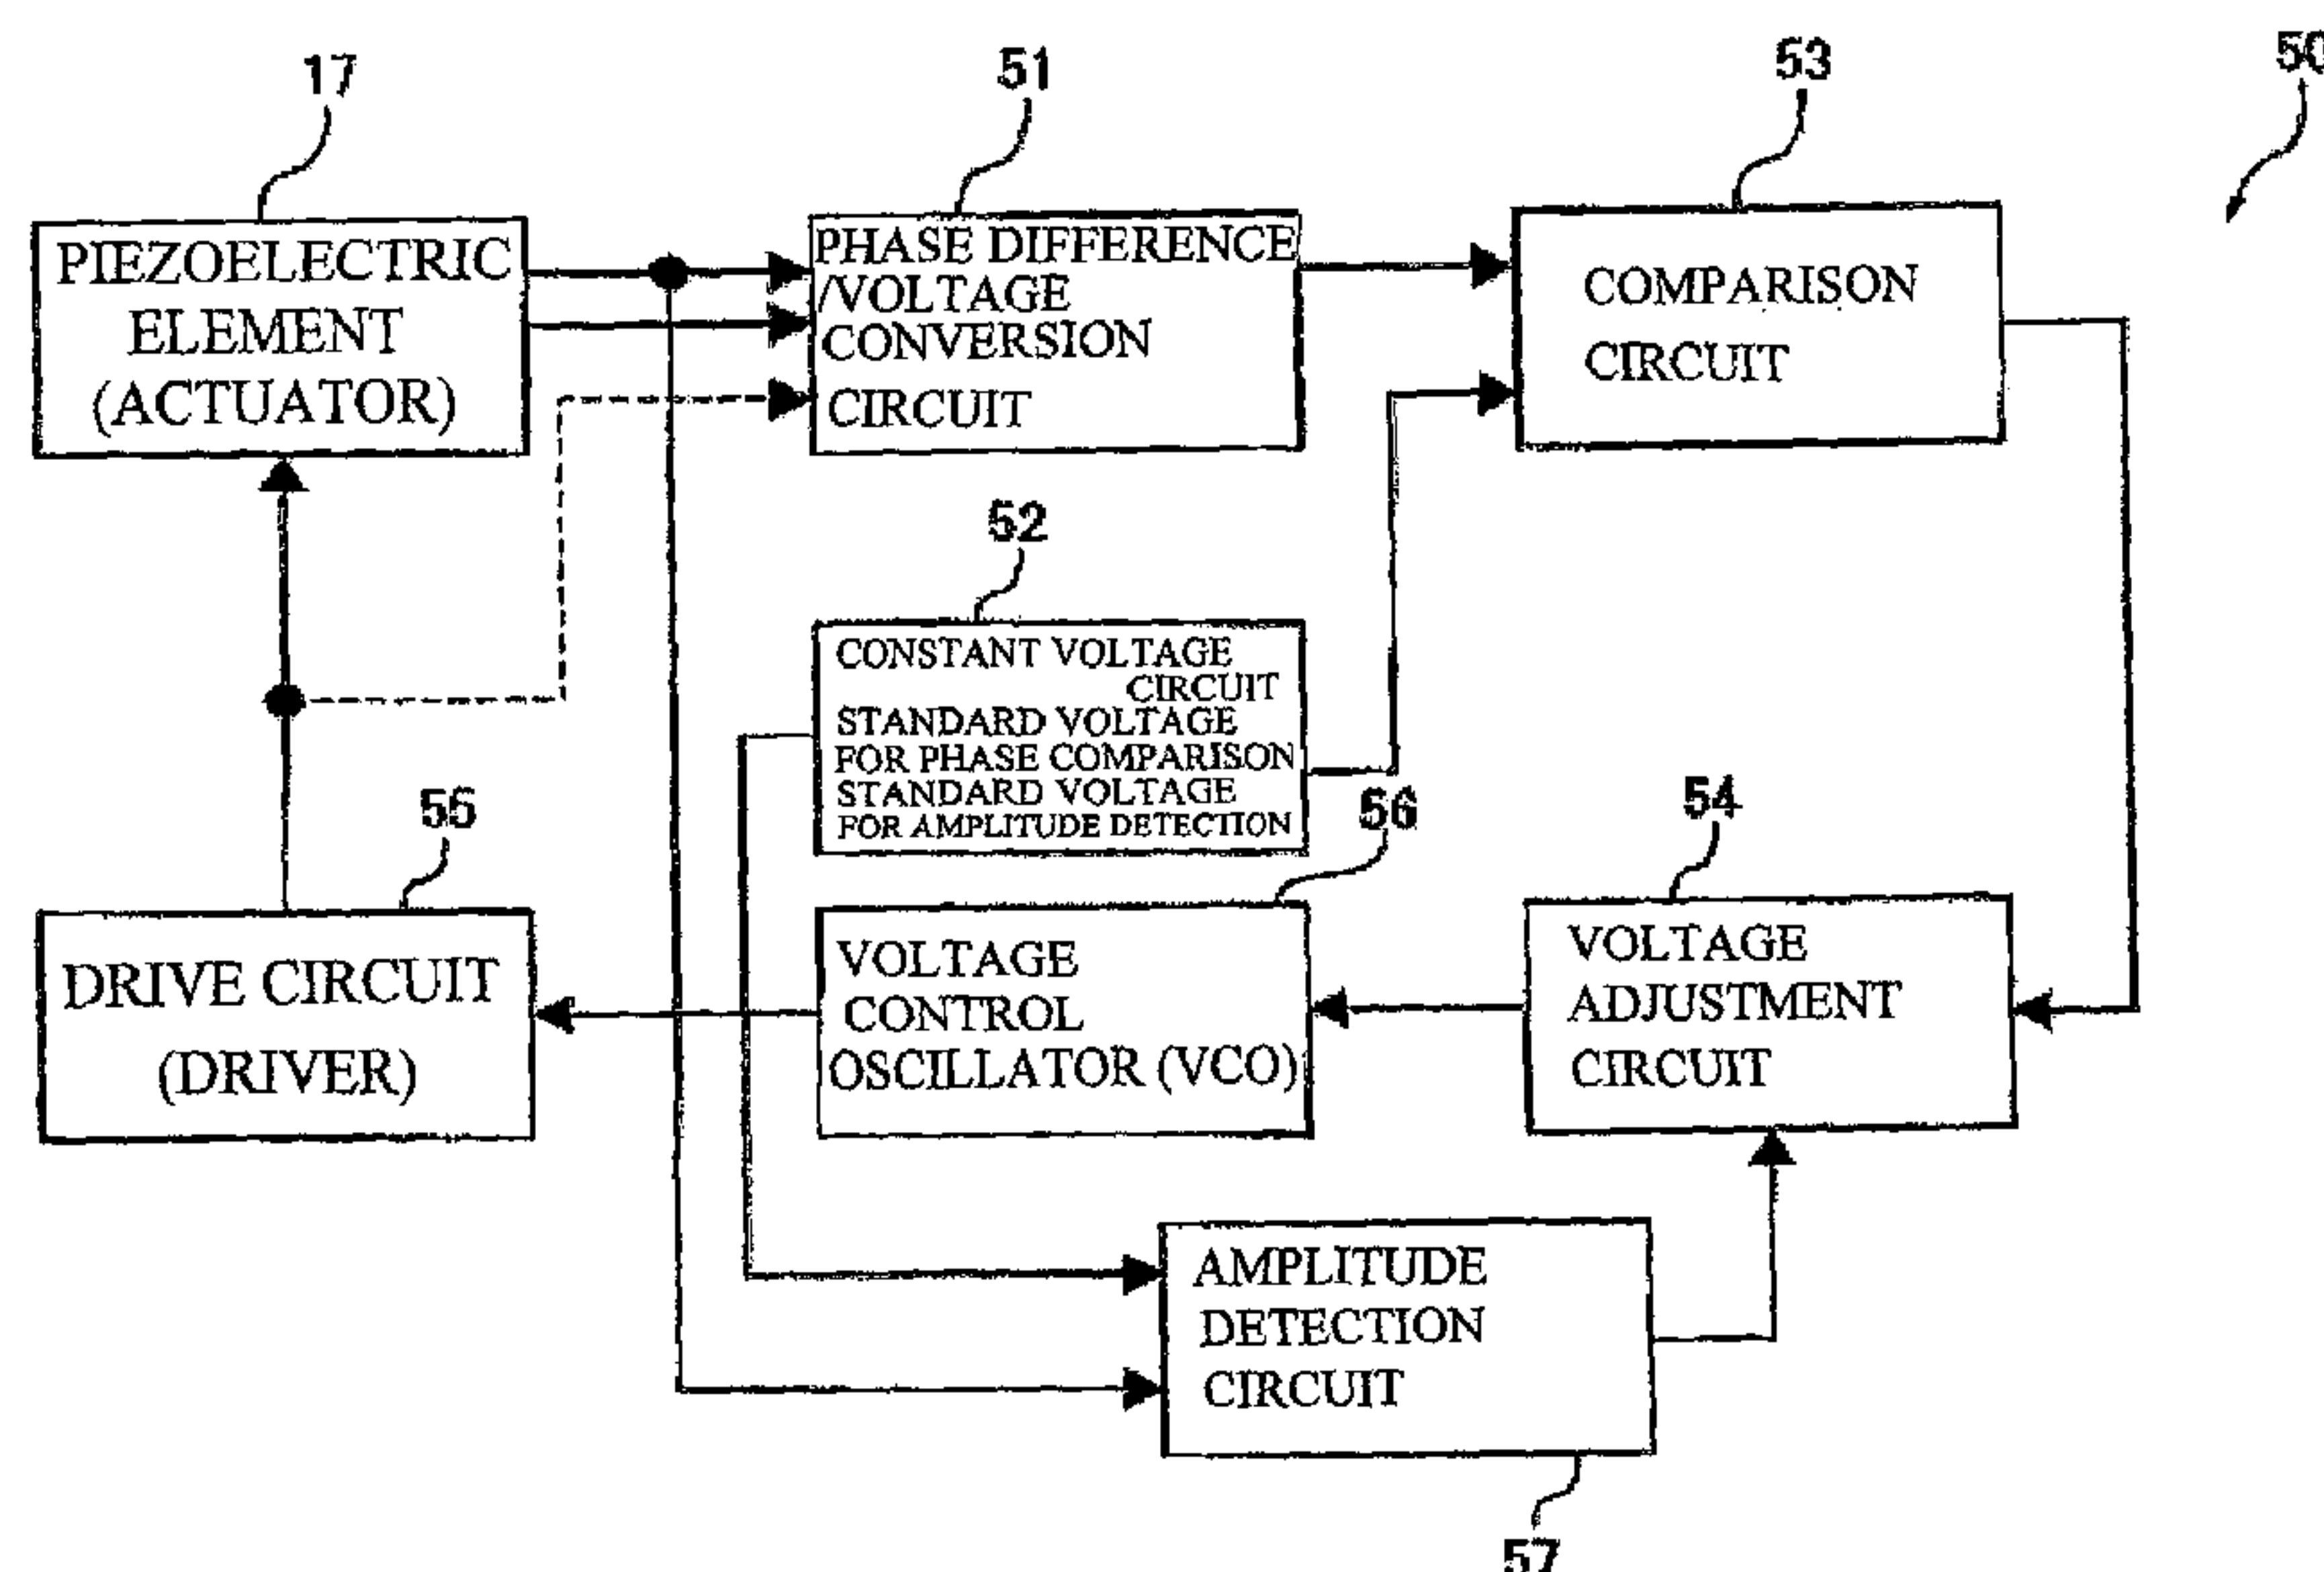 17
51
53
50
PIEZOELECTRIC
ELEMENT
(ACTUATOR)
PHASE DIFFERENCE
/VOLTAGE
CONVERSION
CIRCUIT
COMPARISON
CIRCUIT
52
CONSTANT VOLTAGE
CIRCUIT
STANDARD VOLTAGE
FOR PHASE COMPARISON
STANDARD VOLTAGE
FOR AMPLITUDE DETECTION
55
56
54
DRIVE CIRCUIT
(DRIVER)
VOLTAGE
CONTROL
OSCILLATOR (VCO)
VOLTAGE
ADJUSTMENT
CIRCUIT
AMPLITUDE
DETECTION
CIRCUIT
57